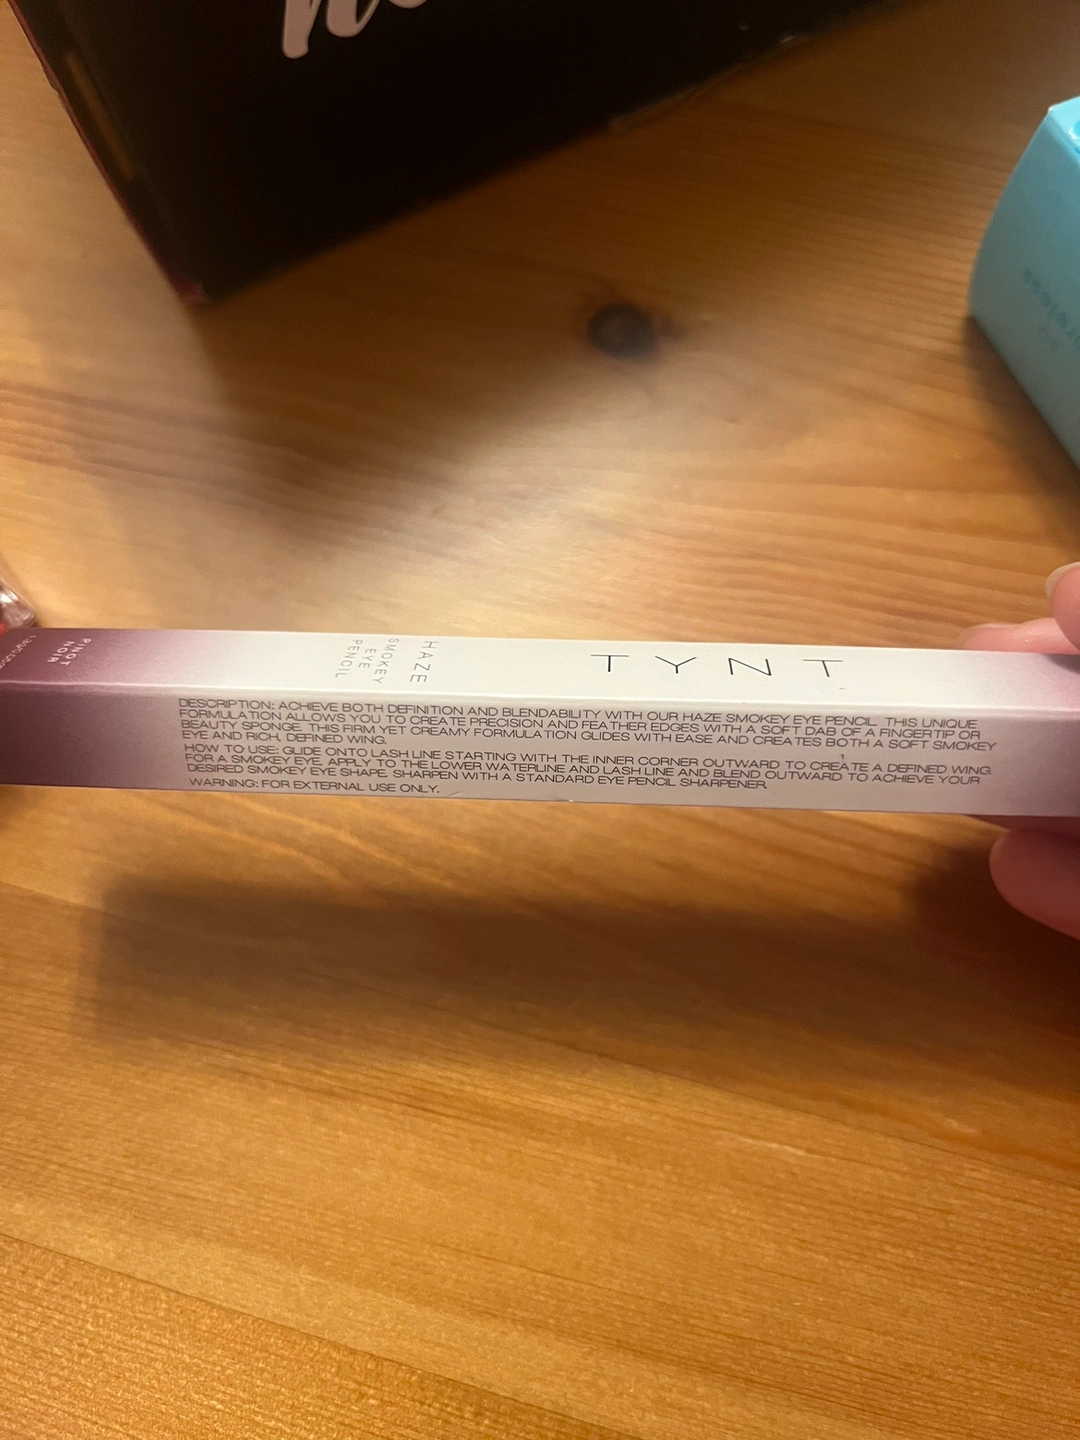 TYNT
HAZE
SMOKEY
EYE
PENCIL
PINOT
NOIR
DESCRIPTION: ACHIEVE BOTH DEFINITION AND BLENDABILITY WITH OUR HAZE SMOKEY EYE PENCIL. THIS UNIQUE
FORMULATION ALLOWS YOU TO CREATE PRECISION AND FEATHER EDGES WITH A SOFT DAB OF A FINGERTIP OR
BEAUTY SPONGE. THIS FIRM YET CREAMY FORMULATION GLIDES WITH EASE AND CREATES BOTH A SOFT SMOKEY
EYE AND RICH, DEFINED WING.
HOW TO USE: GLIDE ONTO LASH LINE STARTING WITH THE INNER CORNER OUTWARD TO CREATE A DEFINED WING.
FOR A SMOKEY EYE, APPLY TO THE LOWER WATERLINE AND LASH LINE AND BLEND OUTWARD TO ACHIEVE YOUR
DESIRED SMOKEY EYE SHAPE. SHARPEN WITH A STANDARD EYE PENCIL SHARPENER.
WARNING: FOR EXTERNAL USE ONLY.